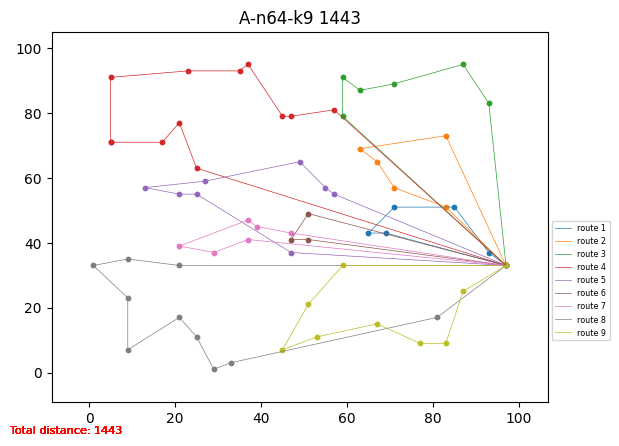 A-n64-k9 1443
100
80
60
40
20
0
0 20 40 60 80 100
route 1
route 2
route 3
route 4
route 5
route 6
route 7
route 8
route 9
Total distance: 1443